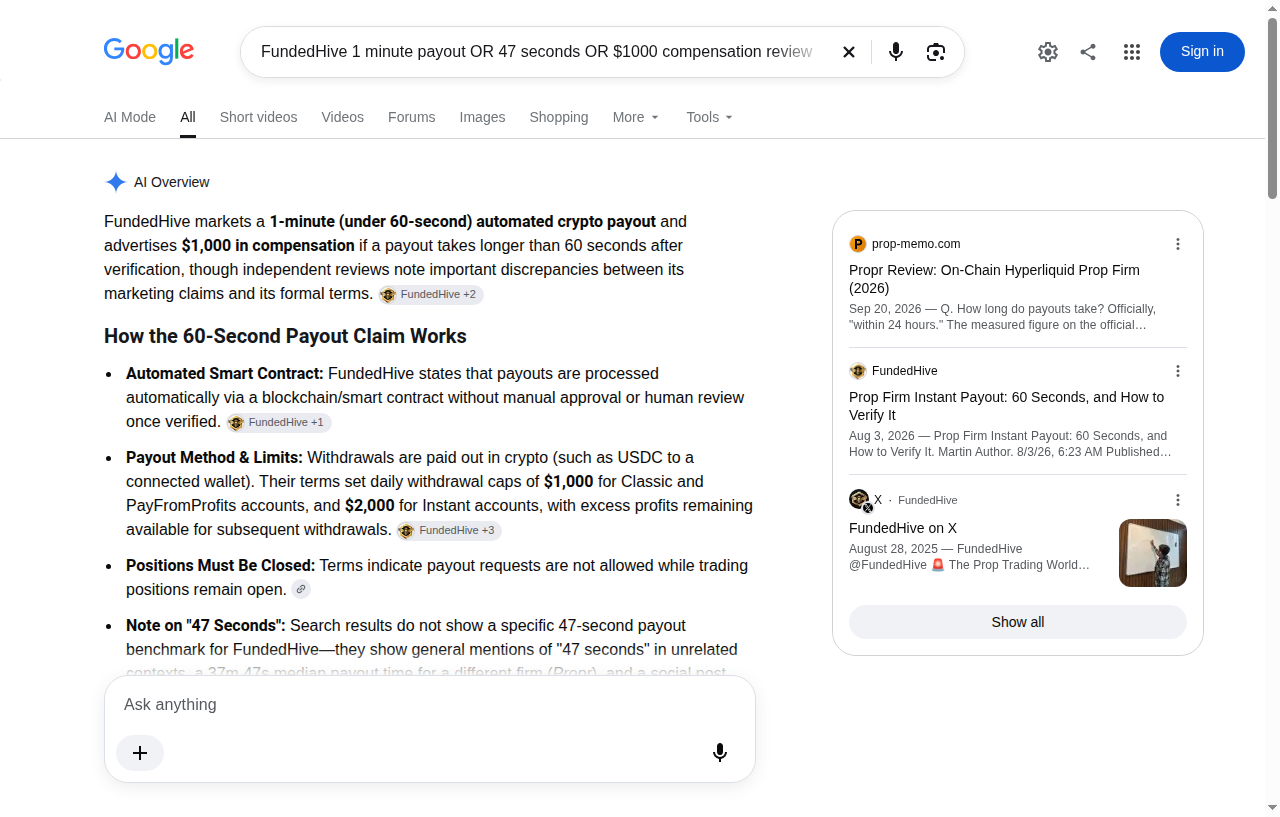 Google
FundedHive 1 minute payout OR 47 seconds OR $1000 compensation review
Sign in
AI Mode
All
Short videos
Videos
Forums
Images
Shopping
More
Tools
AI Overview
FundedHive markets a 1-minute (under 60-second) automated crypto payout and
advertises $1,000 in compensation if a payout takes longer than 60 seconds after
verification, though independent reviews note important discrepancies between its
marketing claims and its formal terms. FundedHive +2
How the 60-Second Payout Claim Works
Automated Smart Contract: FundedHive states that payouts are processed
automatically via a blockchain/smart contract without manual approval or human review
once verified. FundedHive +1
Payout Method & Limits: Withdrawals are paid out in crypto (such as USDC to a
connected wallet). Their terms set daily withdrawal caps of $1,000 for Classic and
PayFromProfits accounts, and $2,000 for Instant accounts, with excess profits remaining
available for subsequent withdrawals. FundedHive +3
Positions Must Be Closed: Terms indicate payout requests are not allowed while trading
positions remain open.
Note on "47 Seconds": Search results do not show a specific 47-second payout
benchmark for FundedHive—they show general mentions of "47 seconds" in unrelated
contexts, a 37m 47s median payout time for a different firm (Propr), and a social post
Ask anything
P
prop-memo.com
Propr Review: On-Chain Hyperliquid Prop Firm
(2026)
Sep 20, 2026 — Q. How long do payouts take? Officially,
"within 24 hours." The measured figure on the official…
FundedHive
Prop Firm Instant Payout: 60 Seconds, and How to
Verify It
Aug 3, 2026 — Prop Firm Instant Payout: 60 Seconds, and
How to Verify It. Martin Author. 8/3/26, 6:23 AM Published…
X · FundedHive
FundedHive on X
August 28, 2025 — FundedHive
@FundedHive 🚨 The Prop Trading World…
Show all